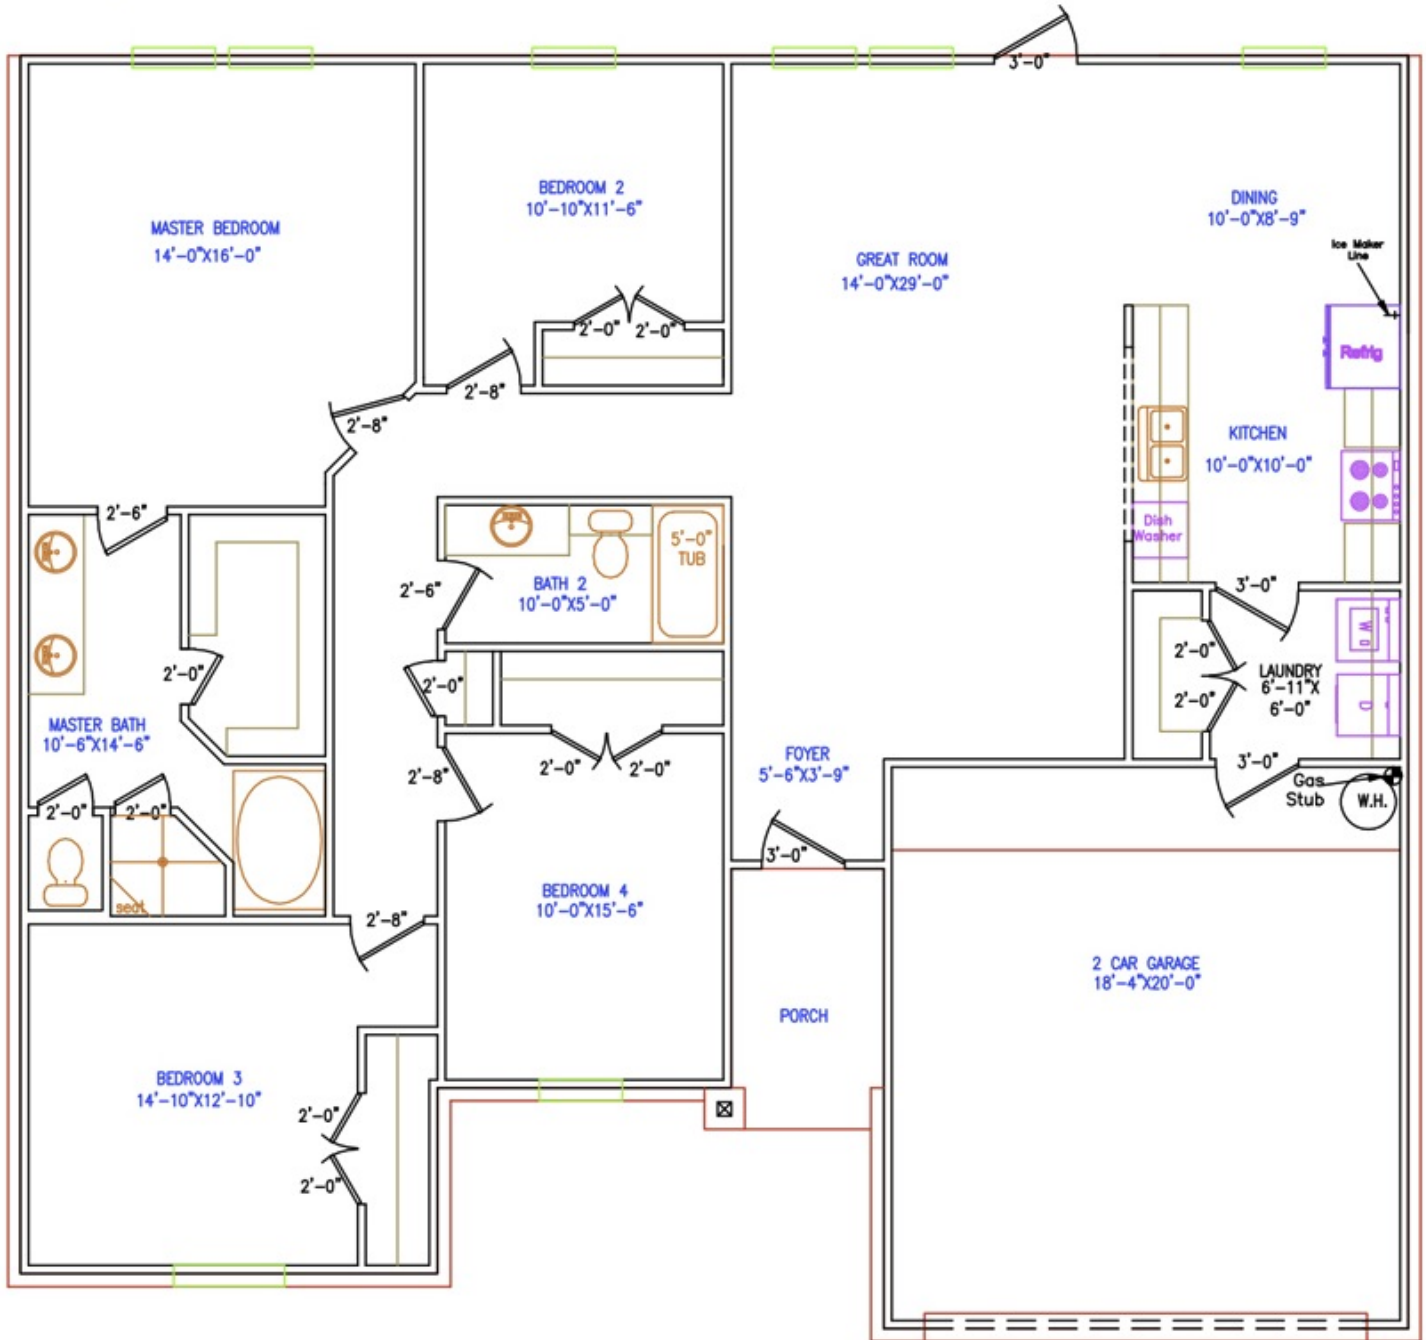 3'-0"
BEDROOM 2
10'-10"X11'-6"
DINING
10'-0"X8'-9"
MASTER BEDROOM
14'-0"X16'-0"
Ice Maker
Line
GREAT ROOM
14'-0"X29'-0"
2'-0"
2'-0"
Refrig
2'-8"
2'-8"
KITCHEN
10'-0"X10'-0"
2'-6"
Dish
Washer
5'-0"
TUB
BATH 2
10'-0"X5'-0"
2'-6"
3'-0"
W
2'-0"
2'-0"
2'-0"
LAUNDRY
6'-11"X
6'-0"
2'-0"
D
MASTER BATH
10'-6"X14'-6"
FOYER
5'-6"X3'-9"
2'-8"
2'-0"
2'-0"
3'-0"
Gas
Stub
W.H.
2'-0"
2'-0"
3'-0"
seat
BEDROOM 4
10'-0"X15'-6"
2'-8"
2 CAR GARAGE
18'-4"X20'-0"
PORCH
BEDROOM 3
14'-10"X12'-10"
2'-0"
2'-0"